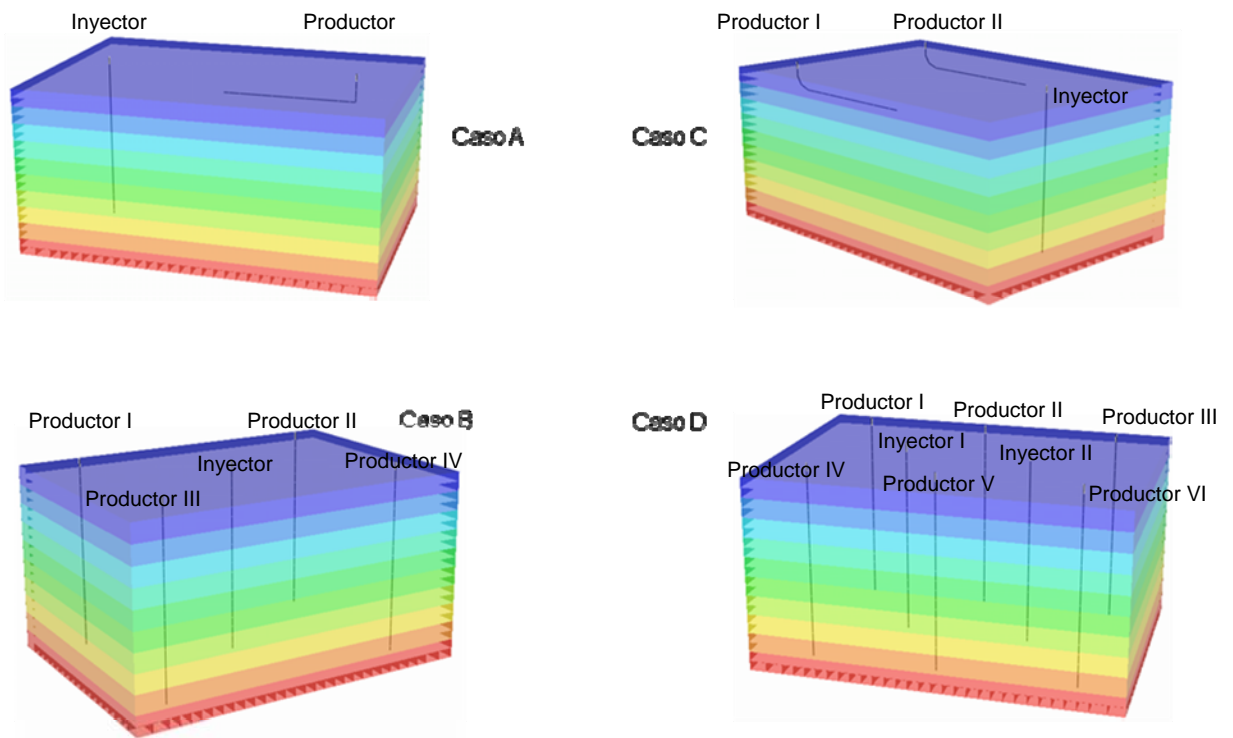 Inyector Productor
Caso A
Productor I Productor II
Inyector
Caso C
Productor I Productor II Caso B
Inyector Productor IV
Productor III
Caso D
Productor I Productor II Productor III
Inyector I Inyector II
Productor IV Productor V Productor VI